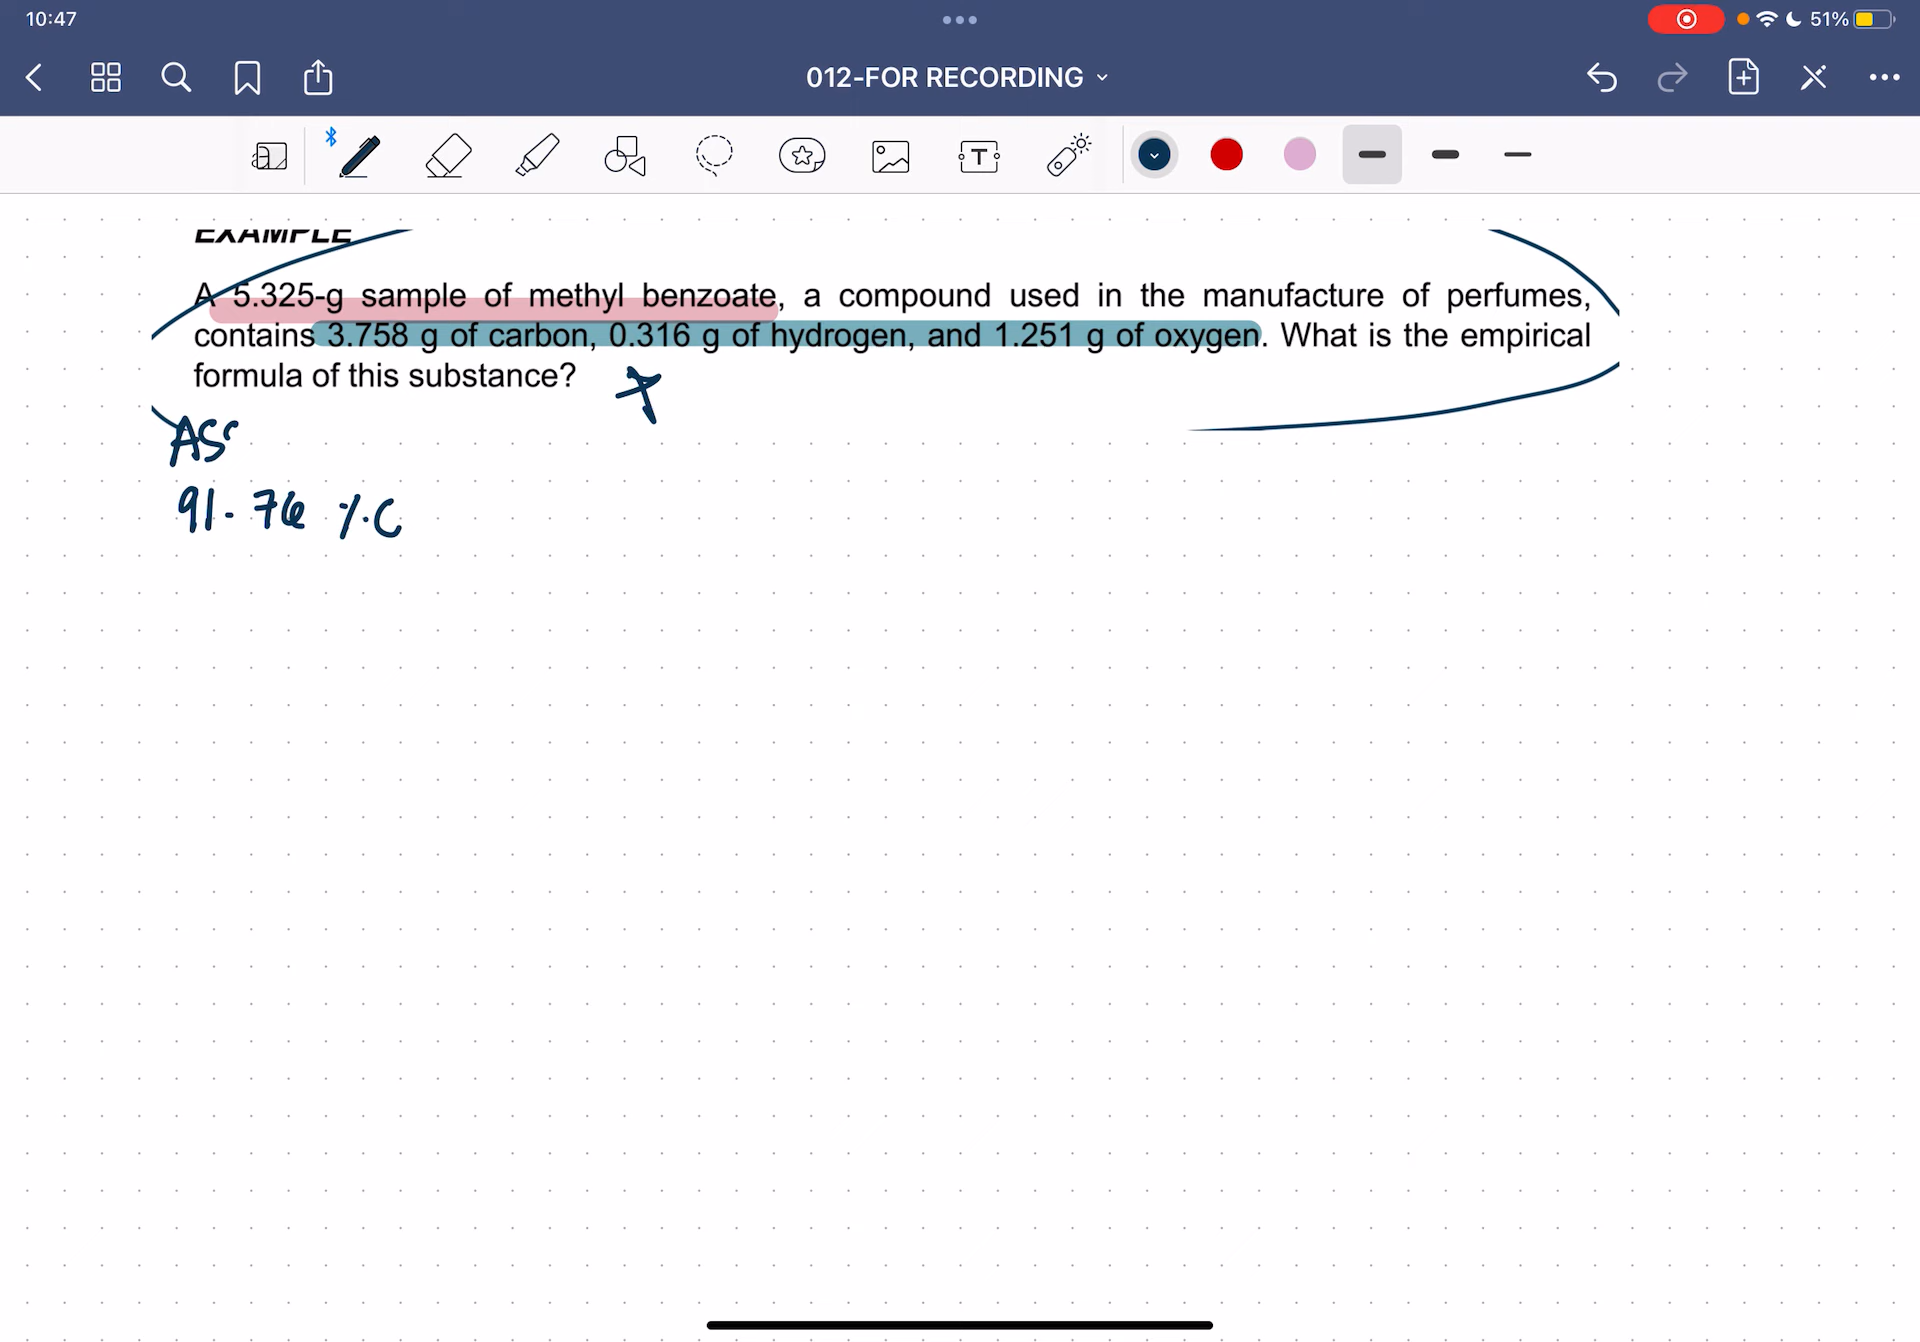 10:47
51%
012-FOR RECORDING
EXAMPLE
A 5.325-g sample of methyl benzoate, a compound used in the manufacture of perfumes,
contains 3.758 g of carbon, 0.316 g of hydrogen, and 1.251 g of oxygen. What is the empirical
formula of this substance?
ASS
91.76 %C